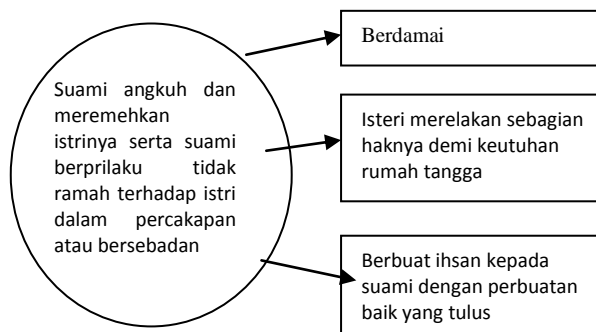 Suami angkuh dan
meremehkan
istrinya serta suami
berprilaku tidak
ramah terhadap istri
dalam percakapan
atau bersebadan
Berdamai
Isteri merelakan sebagian
haknya demi keutuhan
rumah tangga
Berbuat ihsan kepada
suami dengan perbuatan
baik yang tulus